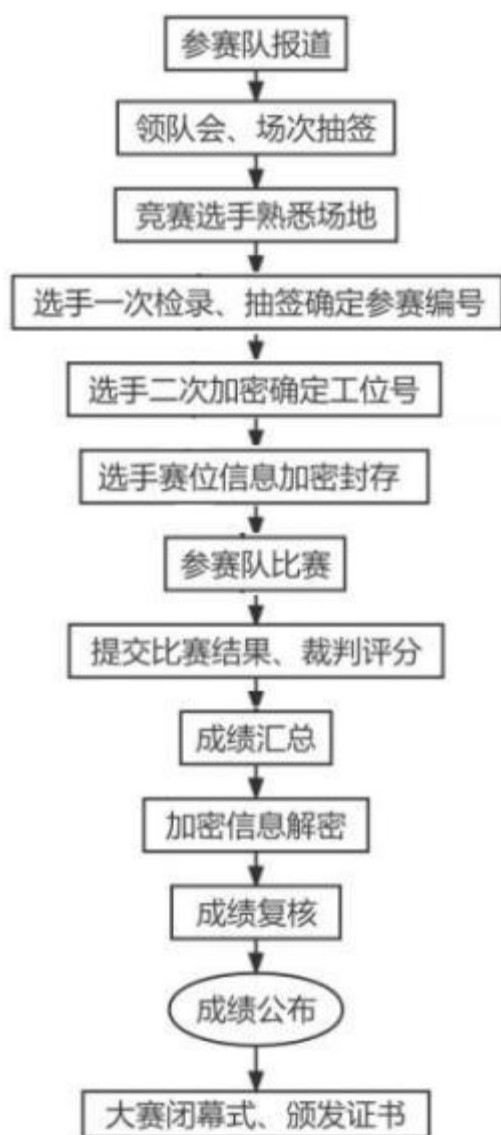 参赛队报道
领队会、场次抽签
竞赛选手熟悉场地
选手一次检录、抽签确定参赛编号
选手二次加密确定工位号
选手赛位信息加密封存
参赛队比赛
提交比赛结果、裁判评分
成绩汇总
加密信息解密
成绩复核
成绩公布
大赛闭幕式、颁发证书